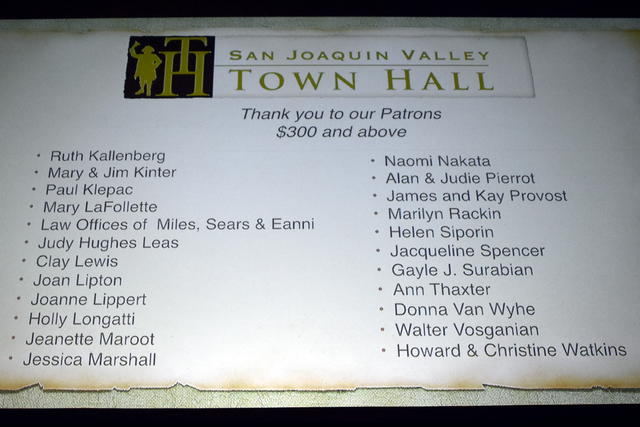 TH
SAN JOAQUIN VALLEY
TOWN HALL
Thank you to our Patrons
$300 and above
• Ruth Kallenberg
• Mary & Jim Kinter
• Paul Klepac
• Mary LaFollette
• Law Offices of Miles, Sears & Eanni
• Judy Hughes Leas
• Clay Lewis
• Joan Lipton
• Joanne Lippert
• Holly Longatti
• Jeanette Maroot
• Jessica Marshall
• Naomi Nakata
• Alan & Judie Pierrot
• James and Kay Provost
• Marilyn Rackin
• Helen Siporin
• Jacqueline Spencer
• Gayle J. Surabian
• Ann Thaxter
• Donna Van Wyhe
• Walter Vosganian
• Howard & Christine Watkins